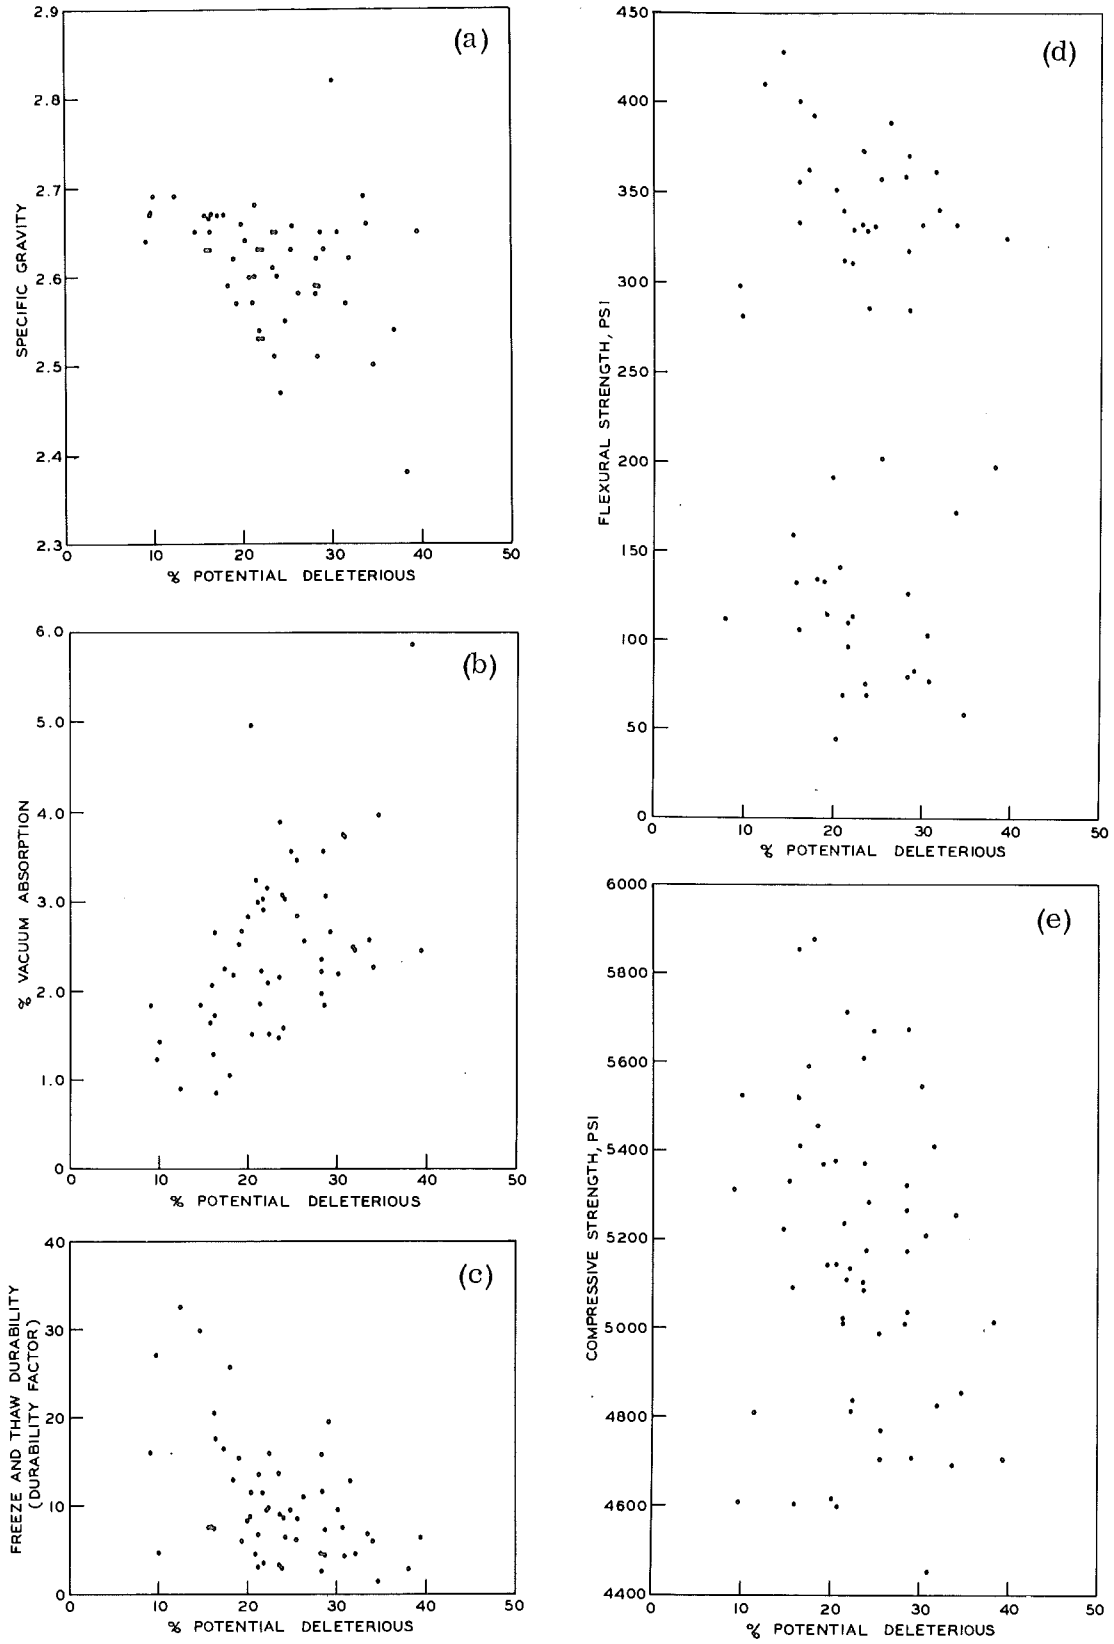 (a)
2.9
2.8
2.7
2.6
2.5
2.4
2.3
SPECIFIC GRAVITY
0 10 20 30 40 50
% POTENTIAL DELETERIOUS
(b)
6.0
5.0
4.0
3.0
2.0
1.0
0
% VACUUM ABSORPTION
0 10 20 30 40 50
% POTENTIAL DELETERIOUS
(c)
40
30
20
10
0
FREEZE AND THAW DURABILITY
(DURABILITY FACTOR)
0 10 20 30 40 50
% POTENTIAL DELETERIOUS
(d)
450
400
350
300
250
200
150
100
50
0
FLEXURAL STRENGTH, PSI
0 10 20 30 40 50
% POTENTIAL DELETERIOUS
(e)
6000
5800
5600
5400
5200
5000
4800
4600
4400
COMPRESSIVE STRENGTH, PSI
0 10 20 30 40 50
% POTENTIAL DELETERIOUS